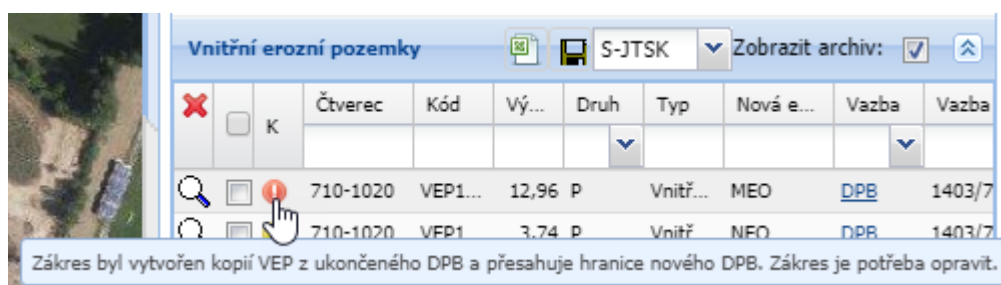 Vnitřní erozní pozemky S-JTSK Zobrazit archiv:
K Čtverec Kód Vý... Druh Typ Nová e... Vazba Vazba
710-1020 VEP1... 12,96 P Vnitř... MEO DPB 1403/7
710-1020 VEP1 3,74 P Vnitř NEO DPB 1403/7
Zákres byl vytvořen kopií VEP z ukončeného DPB a přesahuje hranice nového DPB. Zákres je potřeba opravit.